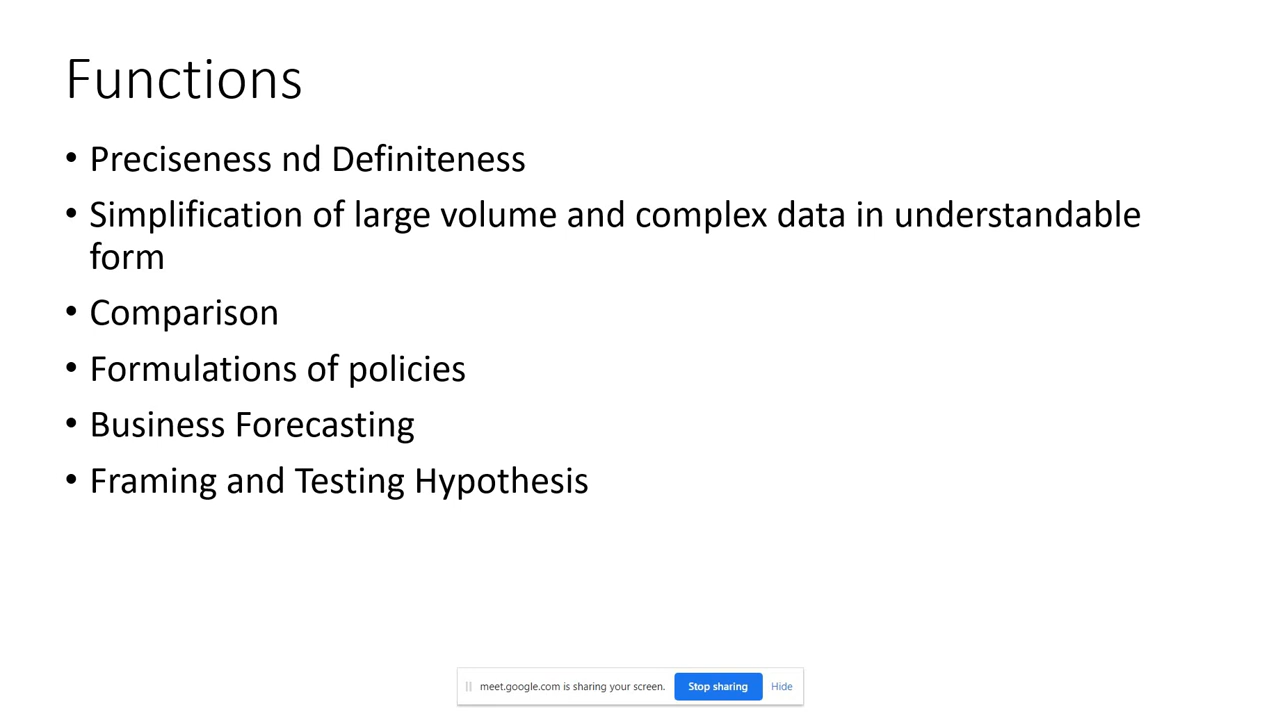 Functions
• Preciseness nd Definiteness
• Simplification of large volume and complex data in understandable
form
• Comparison
• Formulations of policies
• Business Forecasting
• Framing and Testing Hypothesis
meet.google.com is sharing your screen. Stop sharing Hide